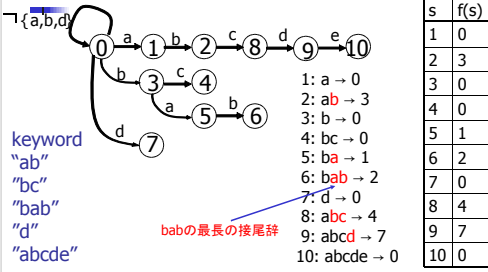 ¬{a,b,d}
0 a 1 b 2 c 8 d 9 e 10
b 3 c 4
a 5 b 6
d 7
keyword
“ab”
”bc”
”bab”
”d”
”abcde”
1: a → 0
2: ab → 3
3: b → 0
4: bc → 0
5: ba → 1
6: bab → 2
7: d → 0
8: abc → 4
9: abcd → 7
10: abcde → 0
babの最長の接尾辞
s f(s)
1 0
2 3
3 0
4 0
5 1
6 2
7 0
8 4
9 7
10 0